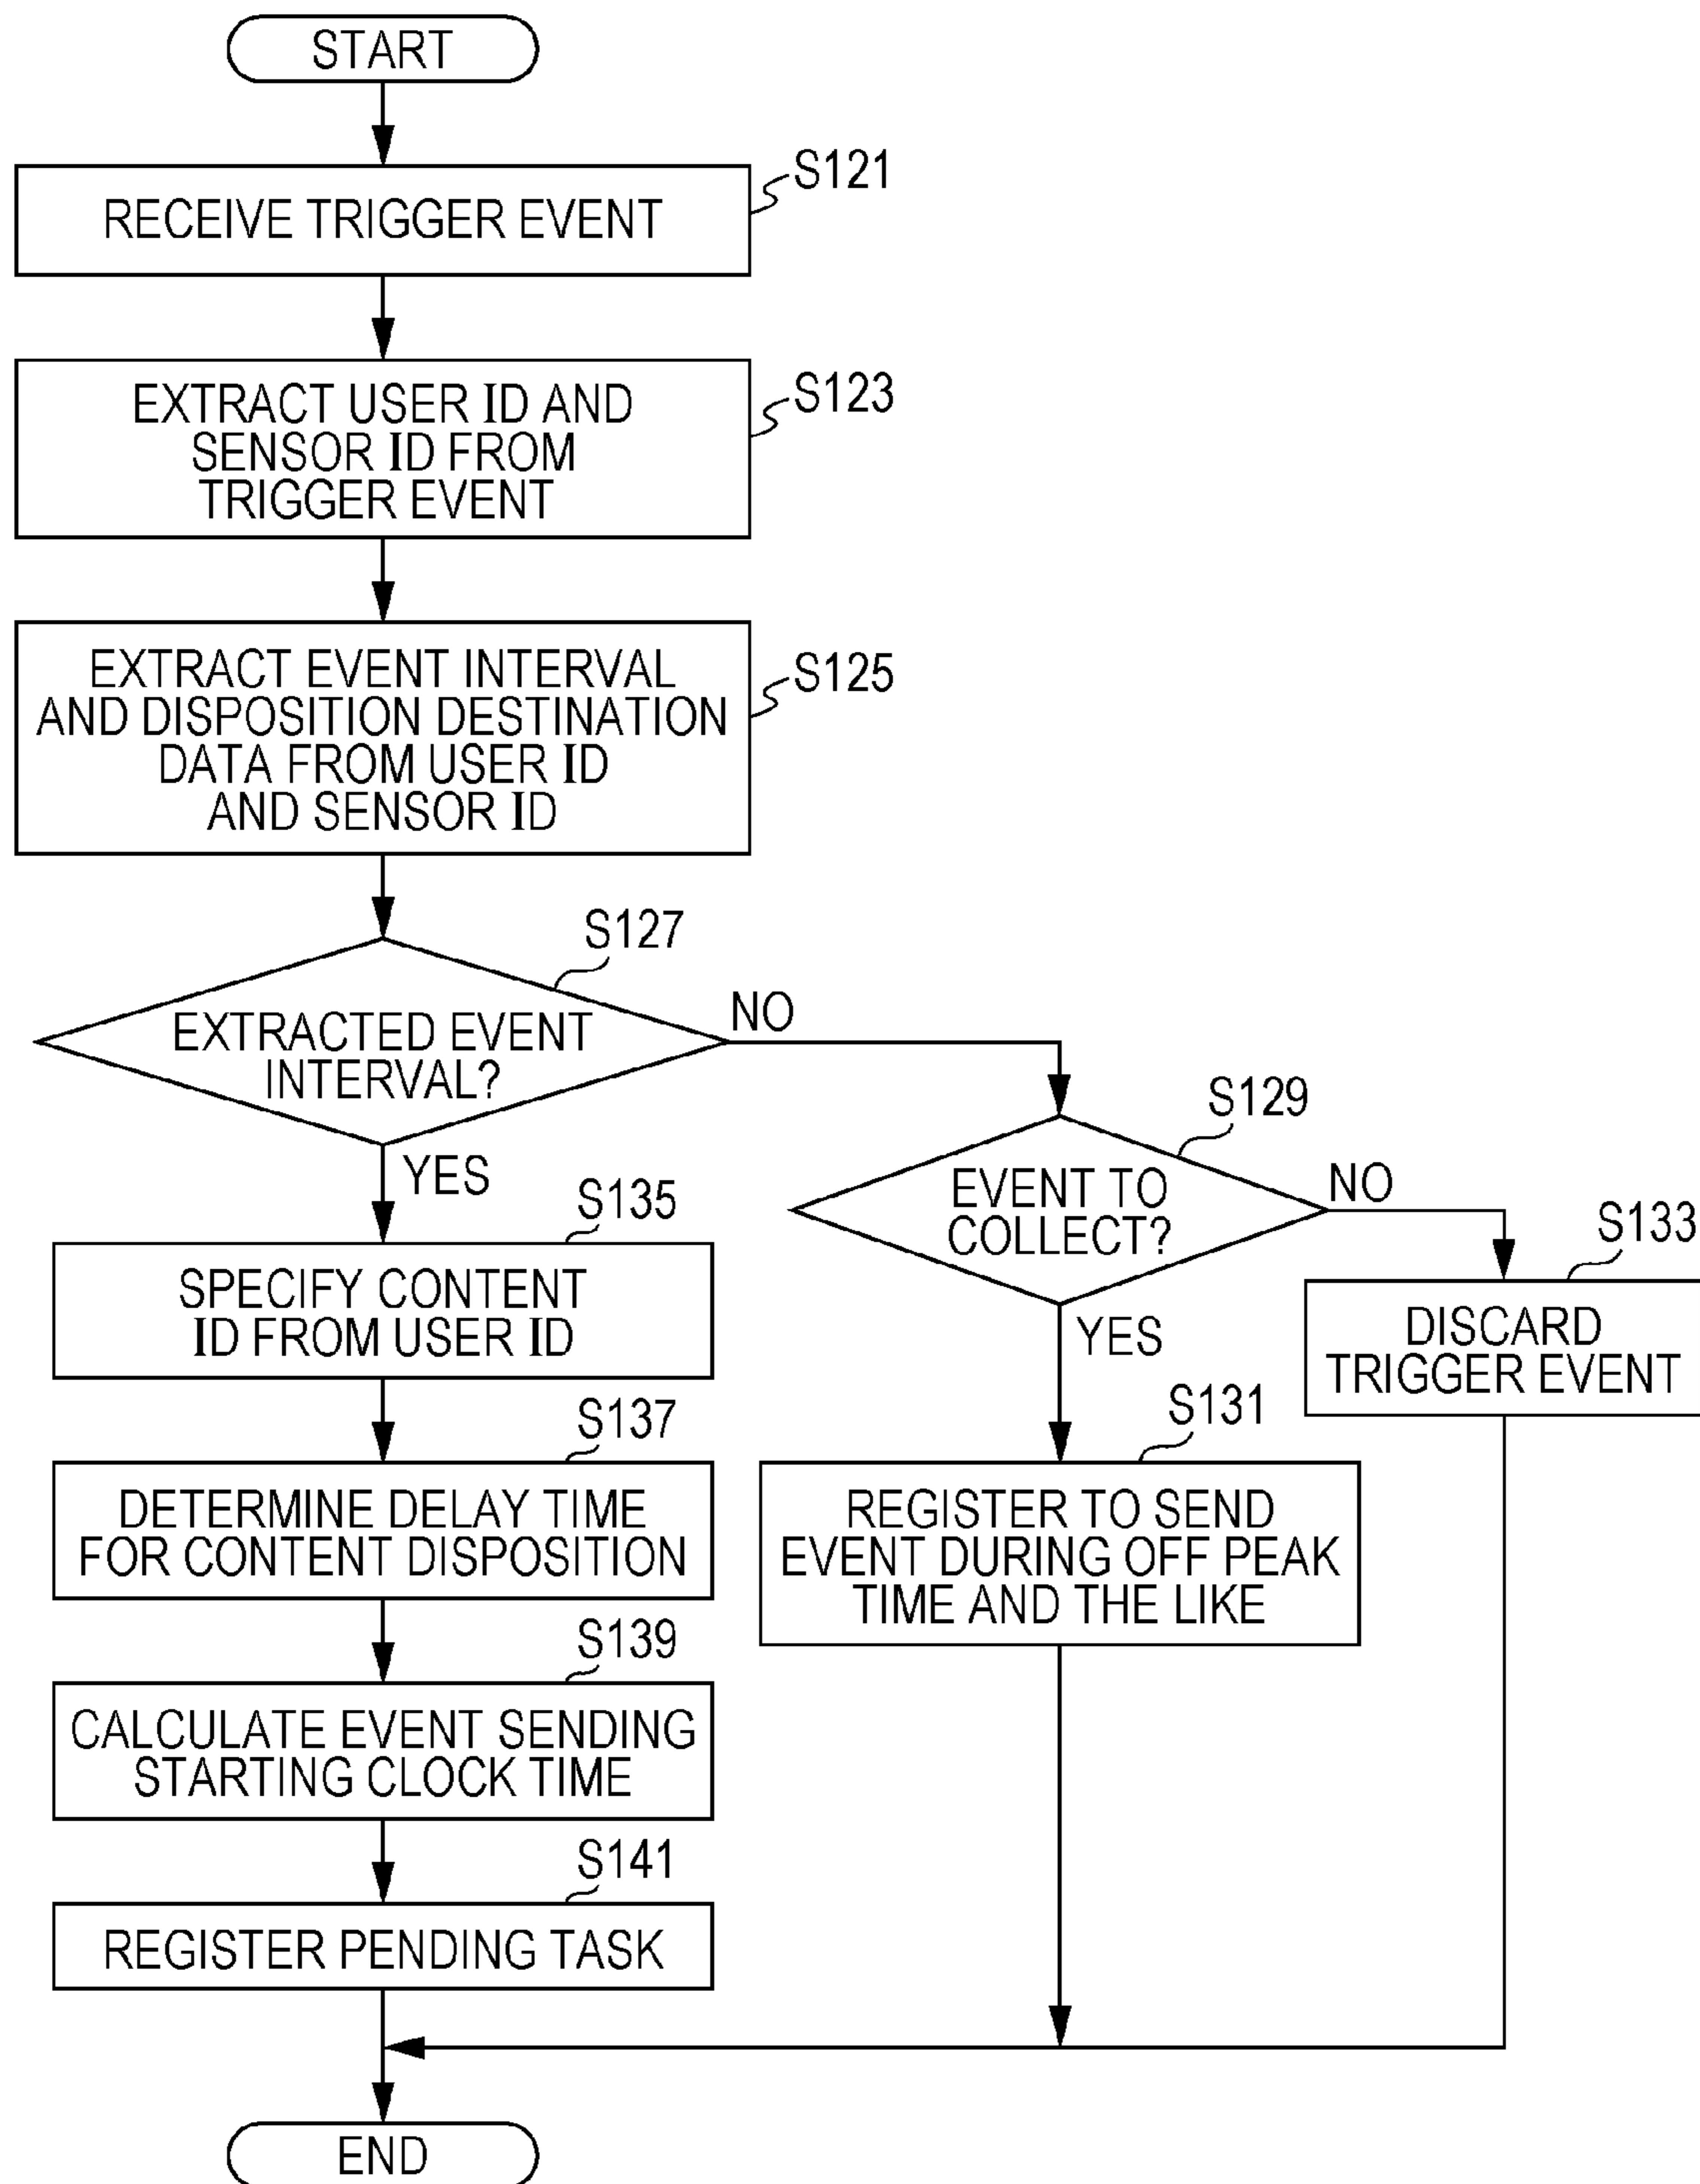 START
S121
RECEIVE TRIGGER EVENT
S123
EXTRACT USER ID AND
SENSOR ID FROM
TRIGGER EVENT
S125
EXTRACT EVENT INTERVAL
AND DISPOSITION DESTINATION
DATA FROM USER ID
AND SENSOR ID
S127
EXTRACTED EVENT
INTERVAL?
NO
YES
S129
EVENT TO
COLLECT?
NO
YES
S133
DISCARD
TRIGGER EVENT
S131
REGISTER TO SEND
EVENT DURING OFF PEAK
TIME AND THE LIKE
S135
SPECIFY CONTENT
ID FROM USER ID
S137
DETERMINE DELAY TIME
FOR CONTENT DISPOSITION
S139
CALCULATE EVENT SENDING
STARTING CLOCK TIME
S141
REGISTER PENDING TASK
END